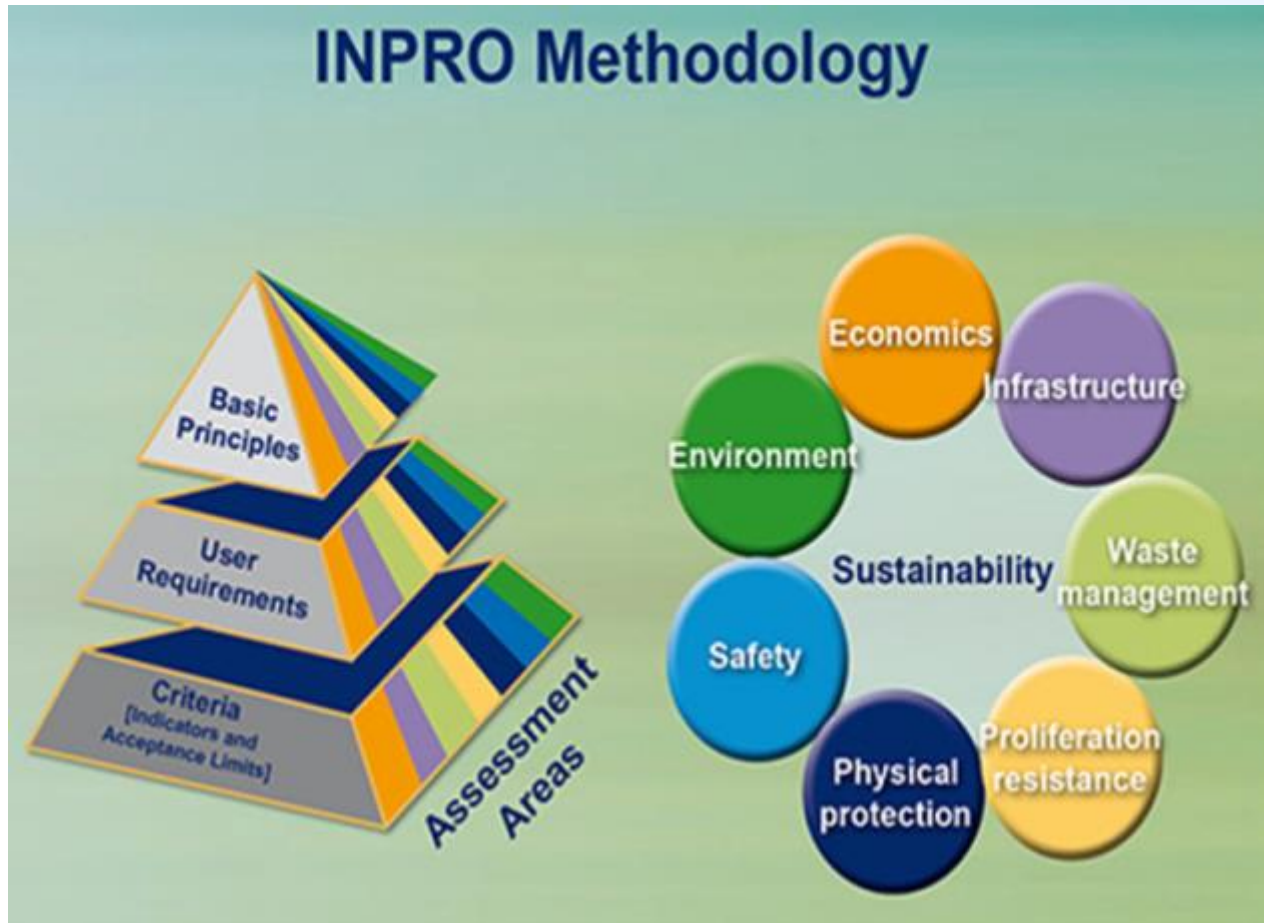 INPRO Methodology
Basic
Principles
User
Requirements
Criteria
[Indicators and
Acceptance Limits]
Assessment
Areas
Economics
Infrastructure
Environment
Sustainability
Waste
management
Safety
Proliferation
resistance
Physical
protection